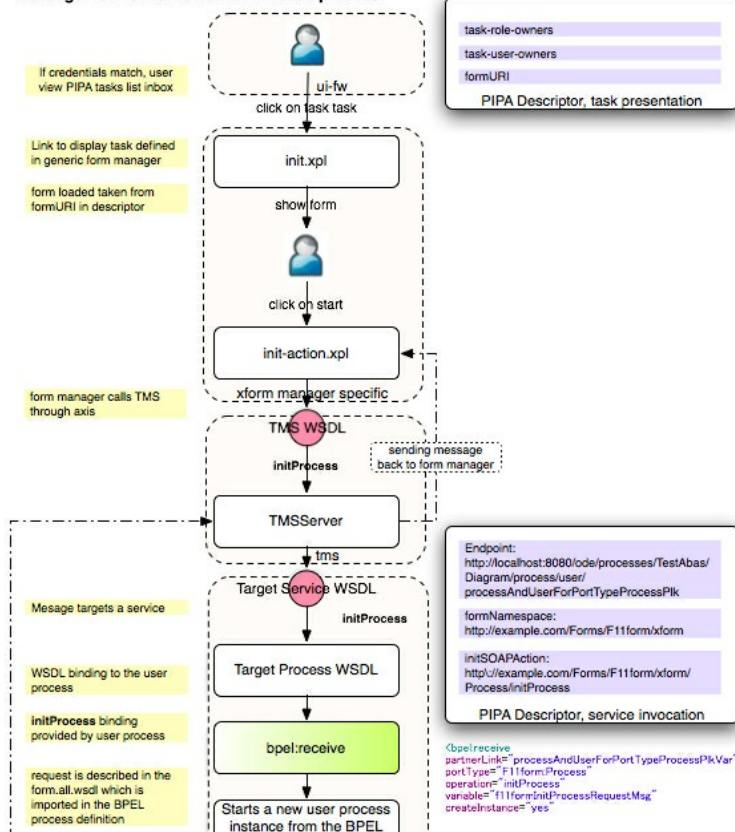 task-role-owners
task-user-owners
formURI
PIPA Descriptor, task presentation
If credentials match, user
view PIPA tasks list inbox
ui-fw
click on task task
Link to display task defined
in generic form manager
init.xpl
form loaded taken from
formURI in descriptor
show form
click on start
init-action.xpl
xform manager specific
form manager calls TMS
through axis
TMS WSDL
sending message
back to form manager
initProcess
TMSServer
tms
Endpoint:
http://localhost:8080/ode/processes/TestAbas/
Diagram/process/user/
processAndUserForPortTypeProcessPlk
formNamespace:
http://example.com/Forms/F11form/xform
initSOAPAction:
http\://example.com/Forms/F11form/xform/
Process/initProcess
PIPA Descriptor, service invocation
Target Service WSDL
Mesage targets a service
initProcess
WSDL binding to the user
process
Target Process WSDL
initProcess binding
provided by user process
bpel:receive
<bpel:receive
partnerLink="processAndUserForPortTypeProcessPlkVar"
portType="F11form:Process"
operation="initProcess"
variable="f11formInitProcessRequestMsg"
createInstance="yes"
request is described in the
form.all.wsdl which is
imported in the BPEL
process definition
Starts a new user process
instance from the BPEL